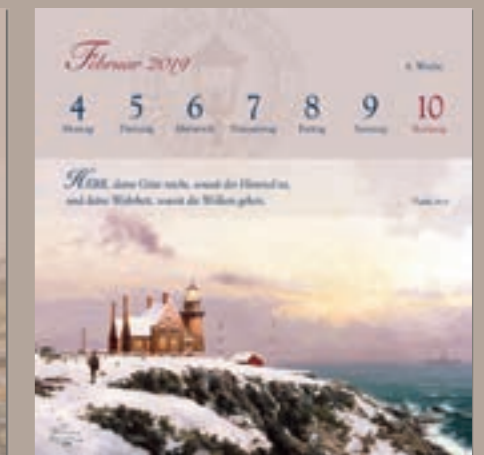 Februar 2019
6. Woche
4 5 6 7 8 9 10
Montag Dienstag Mittwoch Donnerstag Freitag Samstag Sonntag
HERR, deine Güte reicht, soweit der Himmel ist,
und deine Wahrheit, soweit die Wolken gehen.